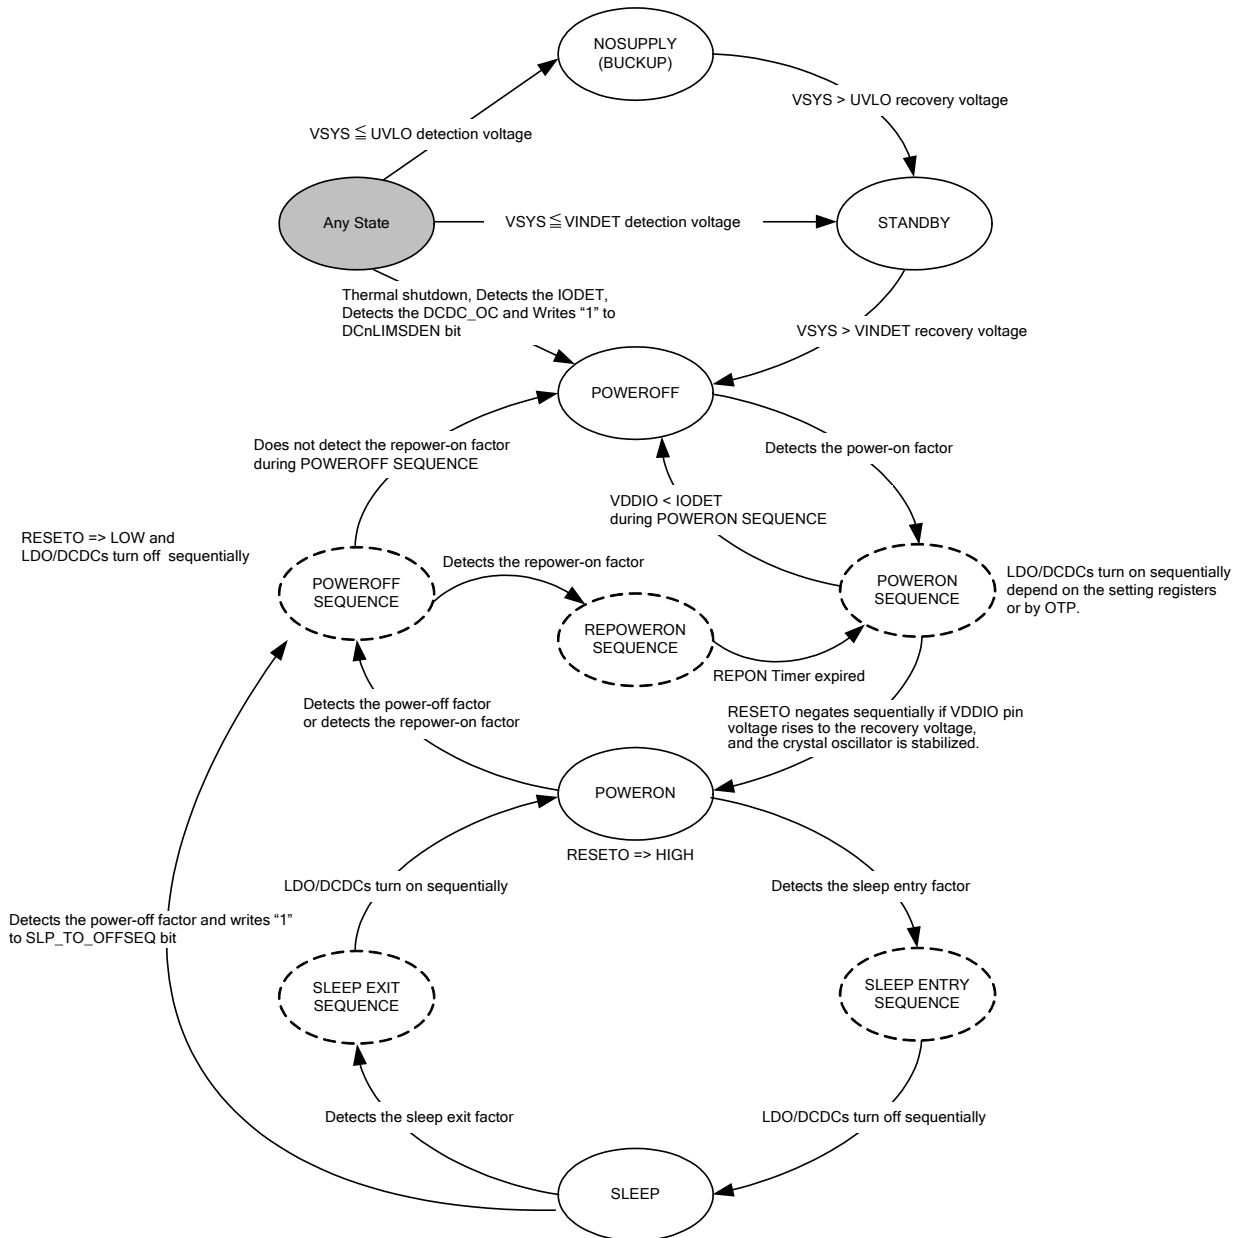 NOSUPPLY
(BUCKUP)
VSYS > UVLO recovery voltage
VSYS ≦ UVLO detection voltage
Any State
VSYS ≦ VINDET detection voltage
STANDBY
Thermal shutdown, Detects the IODET,
Detects the DCDC_OC and Writes “1” to
DCnLIMSDEN bit
VSYS > VINDET recovery voltage
POWEROFF
Does not detect the repower-on factor
during POWEROFF SEQUENCE
Detects the power-on factor
VDDIO < IODET
during POWERON SEQUENCE
RESETO => LOW and
LDO/DCDCs turn off  sequentially
POWEROFF
SEQUENCE
Detects the repower-on factor
REPOWERON
SEQUENCE
POWERON
SEQUENCE
LDO/DCDCs turn on sequentially
depend on the setting registers
or by OTP.
REPON Timer expired
Detects the power-off factor
or detects the repower-on factor
RESETO negates sequentially if VDDIO pin
voltage rises to the recovery voltage,
and the crystal oscillator is stabilized.
POWERON
RESETO => HIGH
LDO/DCDCs turn on sequentially
Detects the sleep entry factor
Detects the power-off factor and writes “1”
to SLP_TO_OFFSEQ bit
SLEEP EXIT
SEQUENCE
SLEEP ENTRY
SEQUENCE
Detects the sleep exit factor
LDO/DCDCs turn off sequentially
SLEEP